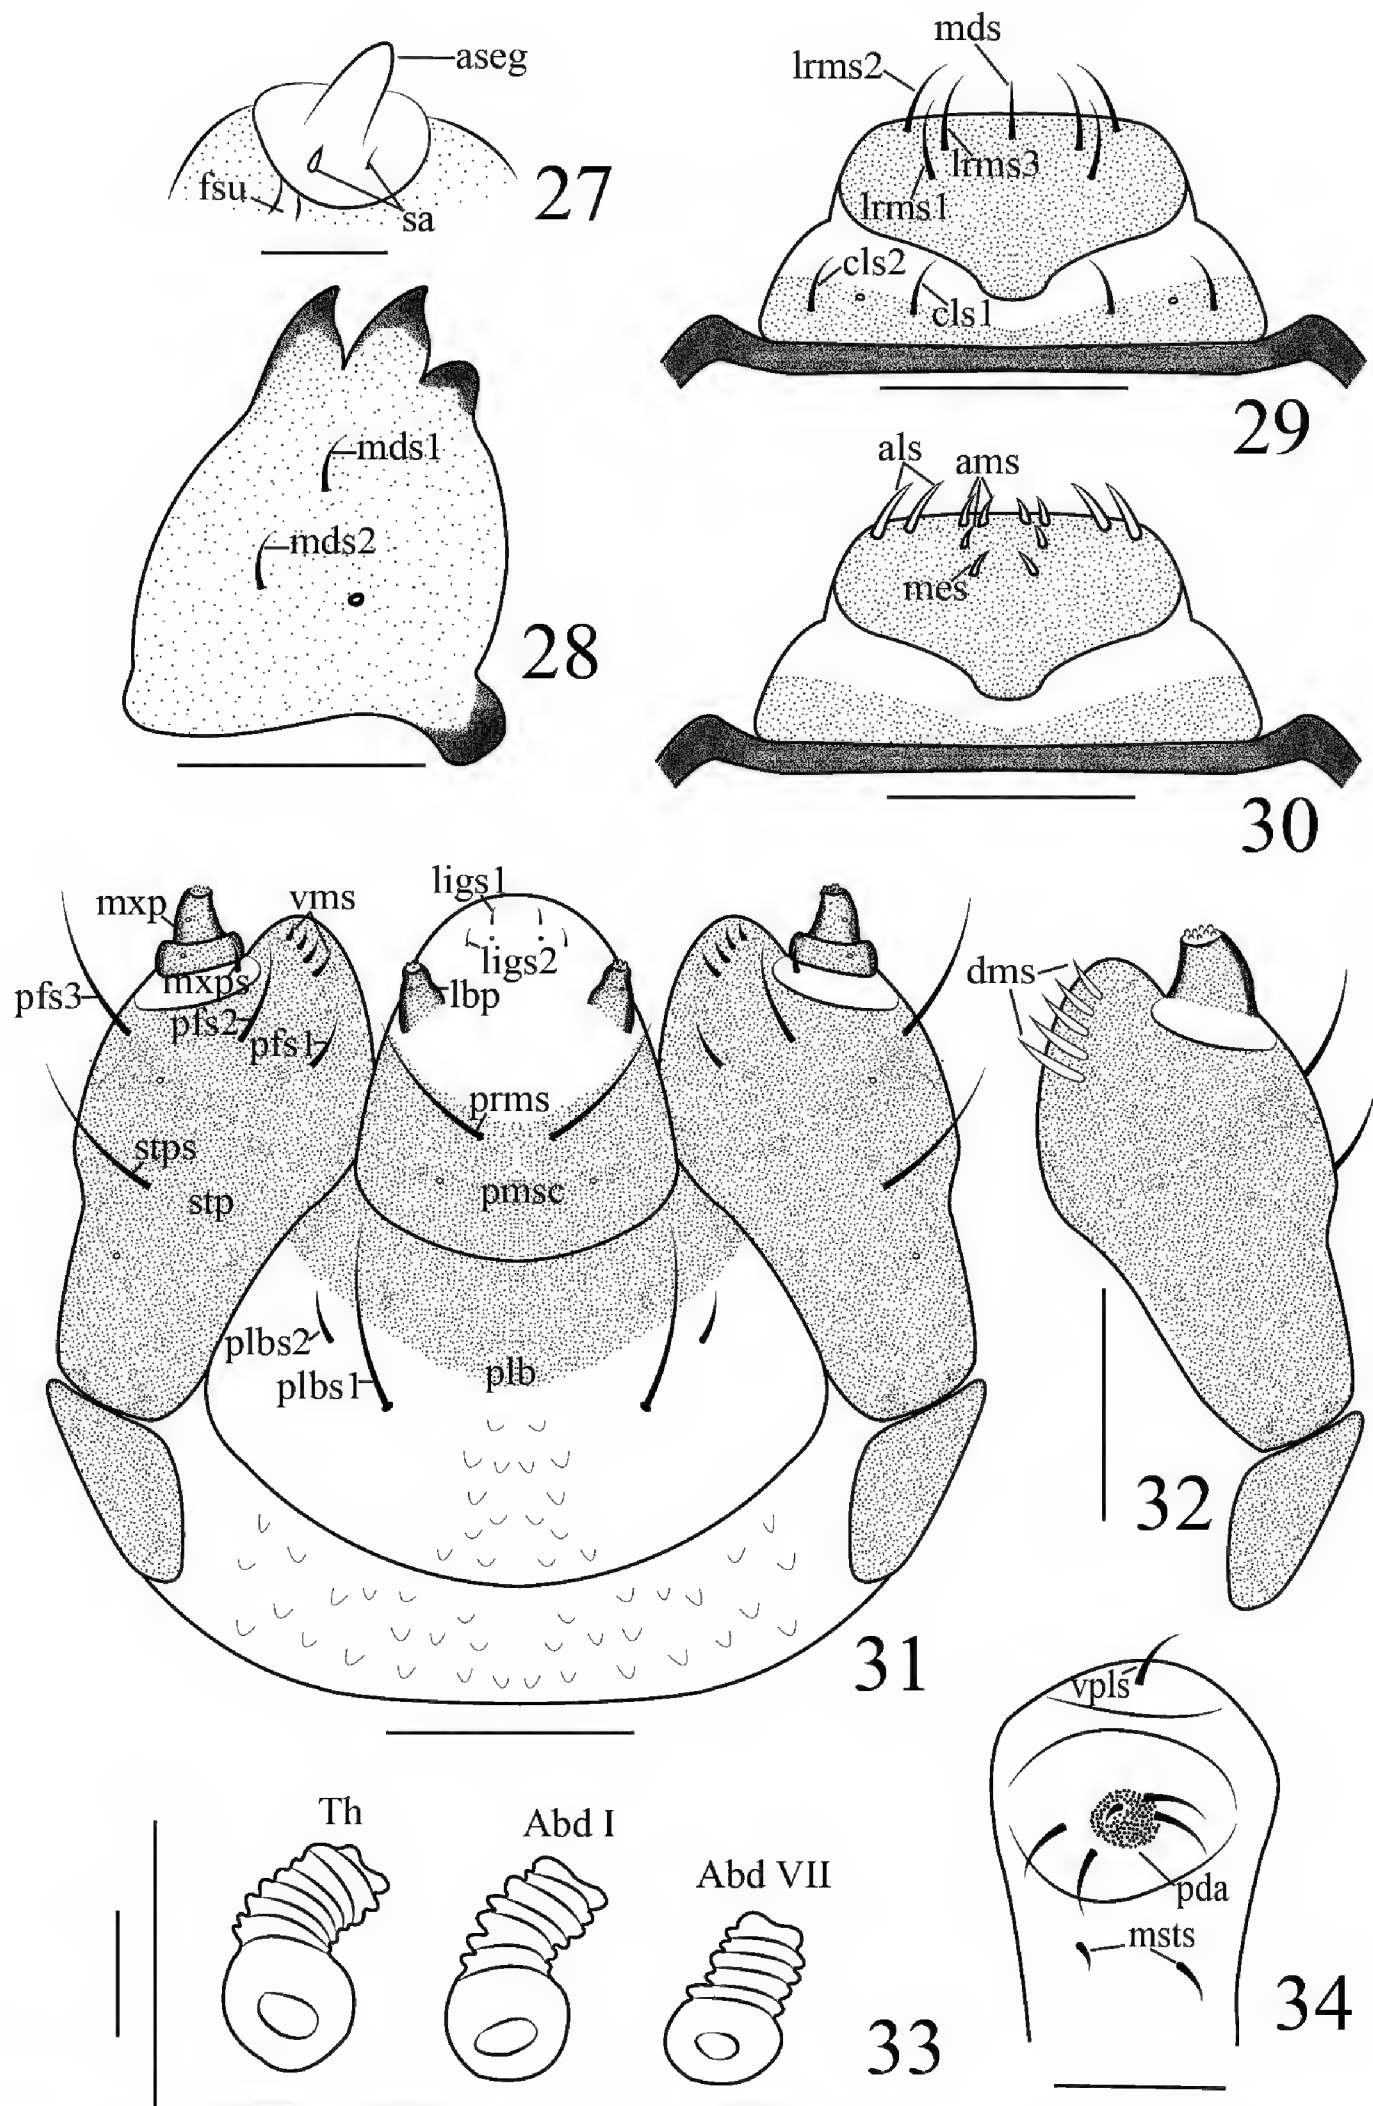 aseg
fsu
sa
27
mds
lrms2
lrms3
lrms1
cls2
cls1
29
mds1
mds2
28
als
ams
mes
30
ligs1
vms
mxp
ligs2
mxps
lbp
pfs3
pfs2
pfs1
prms
stps
pmsc
stp
plbs2
plb
plbs1
31
dms
32
vpls
pda
msts
34
Th
Abd I
Abd VII
33